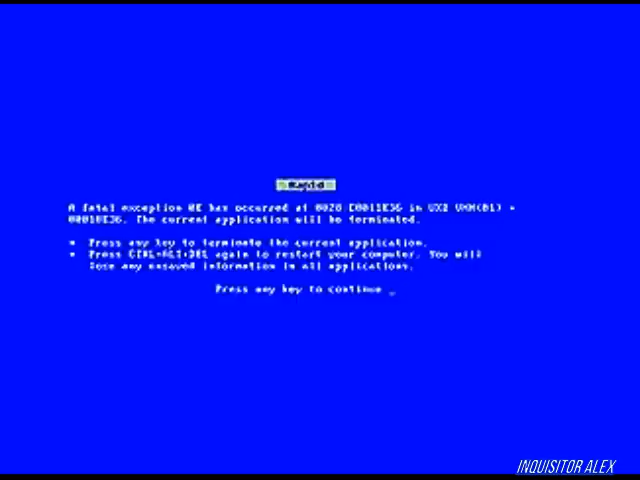 A fatal exception 0E has occurred at 0028:C0011E36 in VXD VMM(01) +
00010E36. The current application will be terminated.
* Press any key to terminate the current application.
* Press CTRL+ALT+DEL again to restart your computer. You will
lose any unsaved information in all applications.
Press any key to continue _
INQUISITOR ALEX